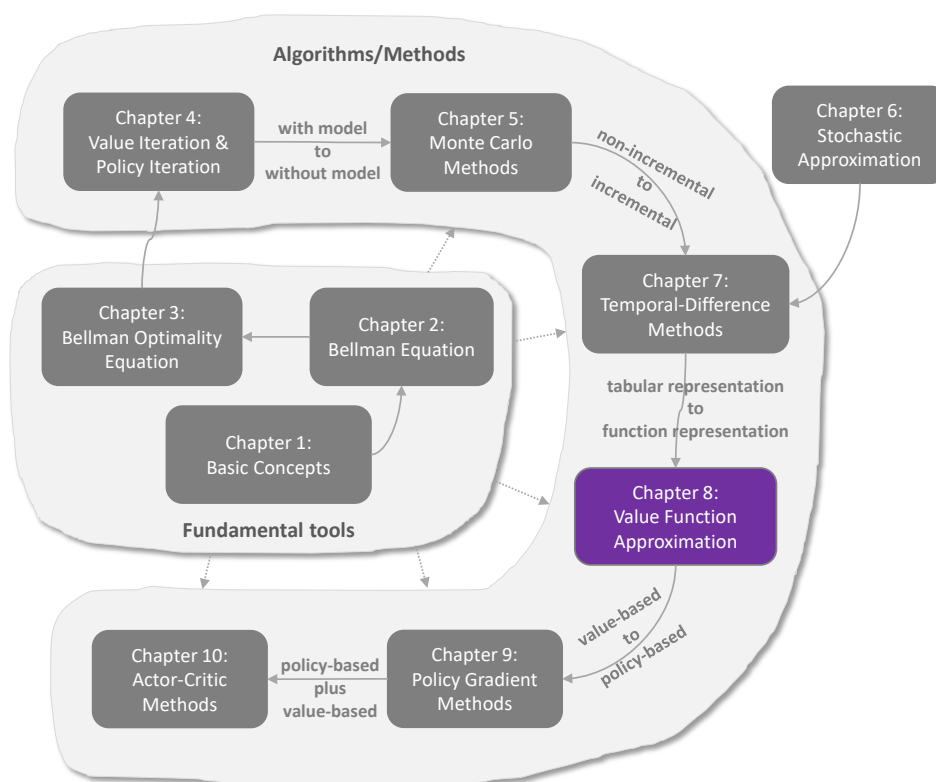 Algorithms/Methods
Chapter 4:
Value Iteration &
Policy Iteration
with model
to
without model
Chapter 5:
Monte Carlo
Methods
non-incremental
to
incremental
Chapter 6:
Stochastic
Approximation
Chapter 3:
Bellman Optimality
Equation
Chapter 2:
Bellman Equation
Chapter 7:
Temporal-Difference
Methods
Chapter 1:
Basic Concepts
Fundamental tools
tabular representation
to
function representation
Chapter 8:
Value Function
Approximation
value-based
to
policy-based
Chapter 10:
Actor-Critic
Methods
policy-based
plus
value-based
Chapter 9:
Policy Gradient
Methods